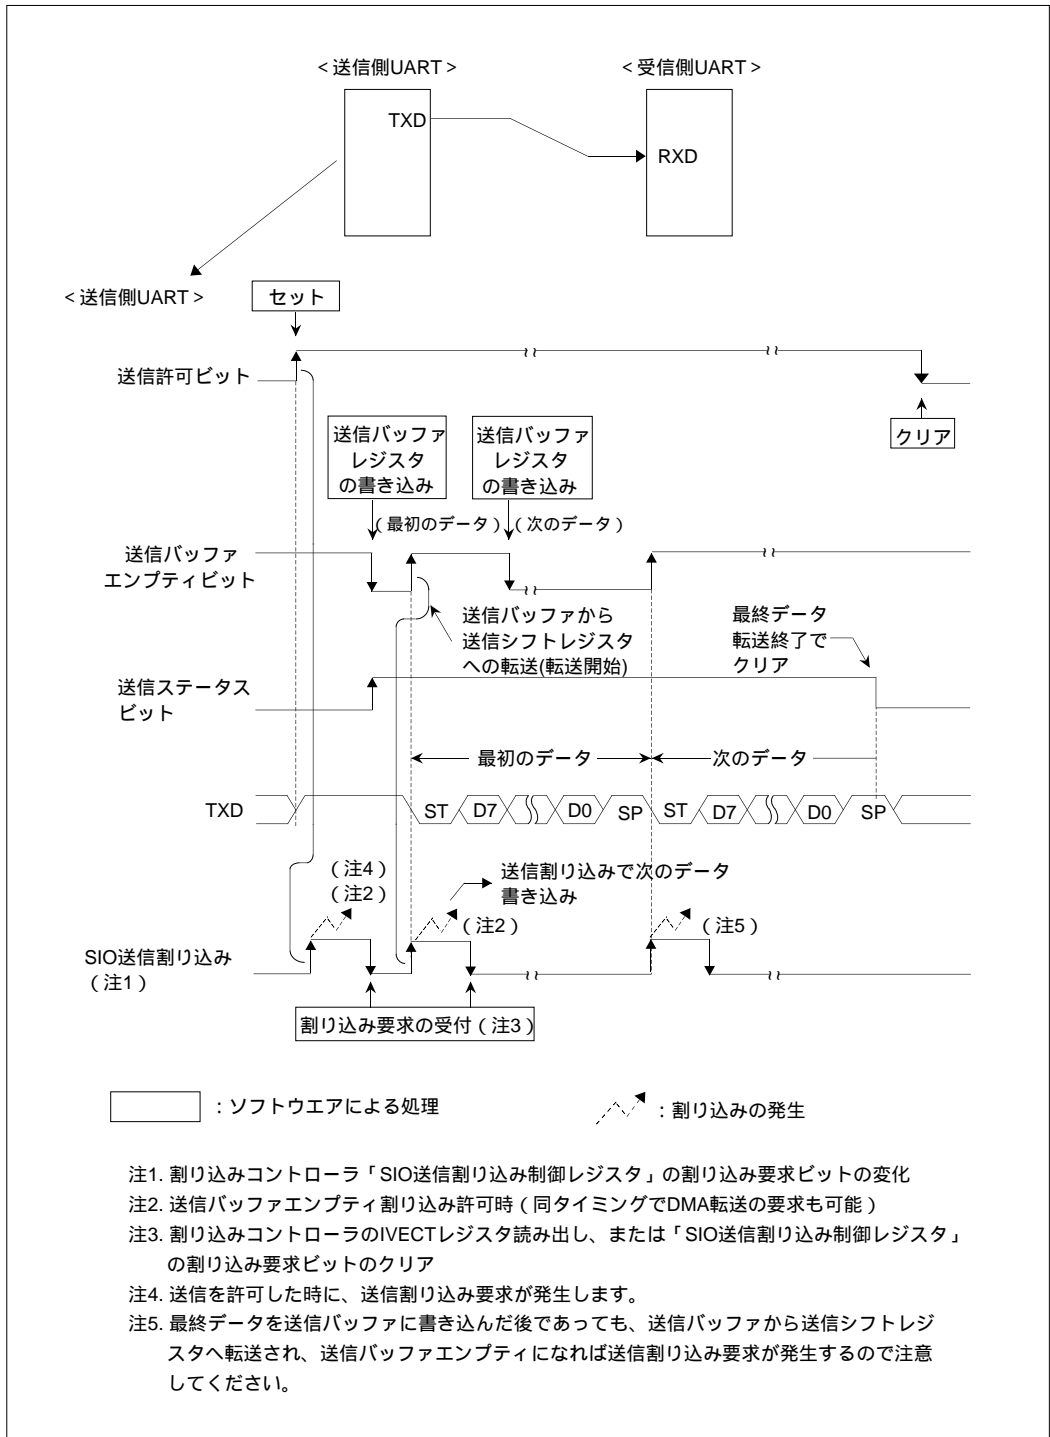 ＜送信側UART＞
＜受信側UART＞
TXD
RXD
＜送信側UART＞
セット
送信許可ビット
クリア
送信バッファ
レジスタ
の書き込み
送信バッファ
レジスタ
の書き込み
（最初のデータ）
（次のデータ）
送信バッファ
エンプティビット
送信バッファから
送信シフトレジスタ
への転送(転送開始)
最終データ
転送終了で
クリア
送信ステータス
ビット
最初のデータ
次のデータ
TXD
ST D7 D0 SP ST D7 D0 SP
（注4）
（注2）
送信割り込みで次のデータ
書き込み
（注2）
（注5）
SIO送信割り込み
（注1）
割り込み要求の受付（注3）
：ソフトウエアによる処理
：割り込みの発生
注1. 割り込みコントローラ「SIO送信割り込み制御レジスタ」の割り込み要求ビットの変化
注2. 送信バッファエンプティ割り込み許可時（同タイミングでDMA転送の要求も可能）
注3. 割り込みコントローラのIVECTレジスタ読み出し、または「SIO送信割り込み制御レジスタ」
の割り込み要求ビットのクリア
注4. 送信を許可した時に、送信割り込み要求が発生します。
注5. 最終データを送信バッファに書き込んだ後であっても、送信バッファから送信シフトレジ
スタへ転送され、送信バッファエンプティになれば送信割り込み要求が発生するので注意
してください。